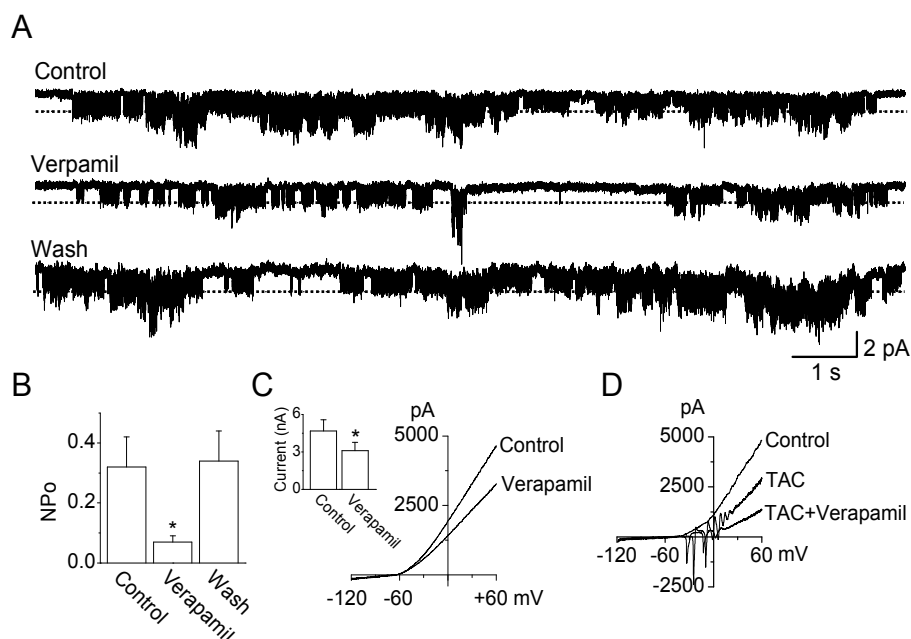 A
Control
Verpamil
Wash
2 pA
1 s
B
NPo
0.4
0.2
0.0
Control
Verapamil
Wash
*
C
Current (nA)
6
3
0
*
Control
Verapamil
pA
5000
2500
Control
Verapamil
-120
-60
+60 mV
D
pA
5000
2500
-2500
Control
TAC
TAC+Verapamil
-120
-60
60 mV